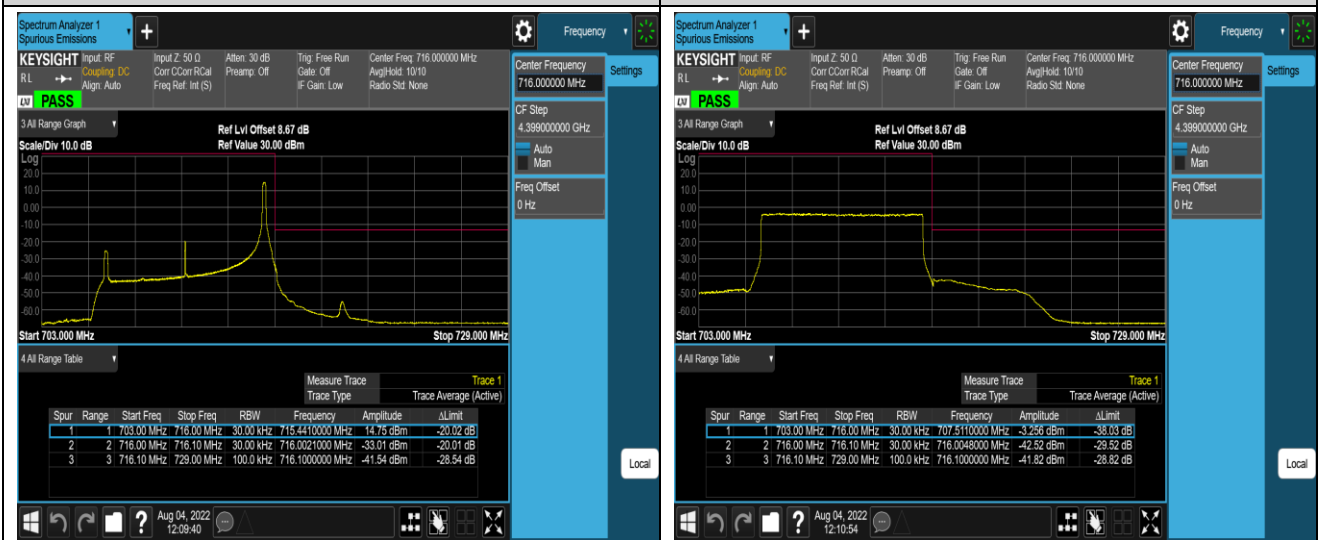 Spectrum Analyzer 1
Spurious Emissions
+
Frequency
KEYSIGHT
RL
Input: RF
Coupling: DC
Align: Auto
Input Z: 50 Ω
Corr CCorr RCal
Freq Ref: Int (S)
Atten: 30 dB
Preamp: Off
Trig: Free Run
Gate: Off
IF Gain: Low
Center Freq: 716.000000 MHz
Avg|Hold: 10/10
Radio Std: None
LXI PASS
Center Frequency
716.000000 MHz
Settings
CF Step
4.399000000 GHz
Auto
Man
Freq Offset
0 Hz
3 All Range Graph
Ref Lvl Offset 8.67 dB
Scale/Div 10.0 dB
Ref Value 30.00 dBm
Log
20.0
10.0
0.00
-10.0
-20.0
-30.0
-40.0
-50.0
-60.0
Start 703.000 MHz
Stop 729.000 MHz
4 All Range Table
Measure Trace Trace 1
Trace Type Trace Average (Active)
Spur Range Start Freq Stop Freq RBW Frequency Amplitude ΔLimit
1 1 703.00 MHz 716.00 MHz 30.00 kHz 715.4410000 MHz 14.75 dBm -20.02 dB
2 2 716.00 MHz 716.10 MHz 30.00 kHz 716.0021000 MHz -33.01 dBm -20.01 dB
3 3 716.10 MHz 729.00 MHz 100.0 kHz 716.1000000 MHz -41.54 dBm -28.54 dB
Local
?
Aug 04, 2022
12:09:40
Spectrum Analyzer 1
Spurious Emissions
+
Frequency
KEYSIGHT
RL
Input: RF
Coupling: DC
Align: Auto
Input Z: 50 Ω
Corr CCorr RCal
Freq Ref: Int (S)
Atten: 30 dB
Preamp: Off
Trig: Free Run
Gate: Off
IF Gain: Low
Center Freq: 716.000000 MHz
Avg|Hold: 10/10
Radio Std: None
LXI PASS
Center Frequency
716.000000 MHz
Settings
CF Step
4.399000000 GHz
Auto
Man
Freq Offset
0 Hz
3 All Range Graph
Ref Lvl Offset 8.67 dB
Scale/Div 10.0 dB
Ref Value 30.00 dBm
Log
20.0
10.0
0.00
-10.0
-20.0
-30.0
-40.0
-50.0
-60.0
Start 703.000 MHz
Stop 729.000 MHz
4 All Range Table
Measure Trace Trace 1
Trace Type Trace Average (Active)
Spur Range Start Freq Stop Freq RBW Frequency Amplitude ΔLimit
1 1 703.00 MHz 716.00 MHz 30.00 kHz 707.5110000 MHz -3.256 dBm -38.03 dB
2 2 716.00 MHz 716.10 MHz 30.00 kHz 716.0048000 MHz -42.52 dBm -29.52 dB
3 3 716.10 MHz 729.00 MHz 100.0 kHz 716.1000000 MHz -41.82 dBm -28.82 dB
Local
?
Aug 04, 2022
12:10:54